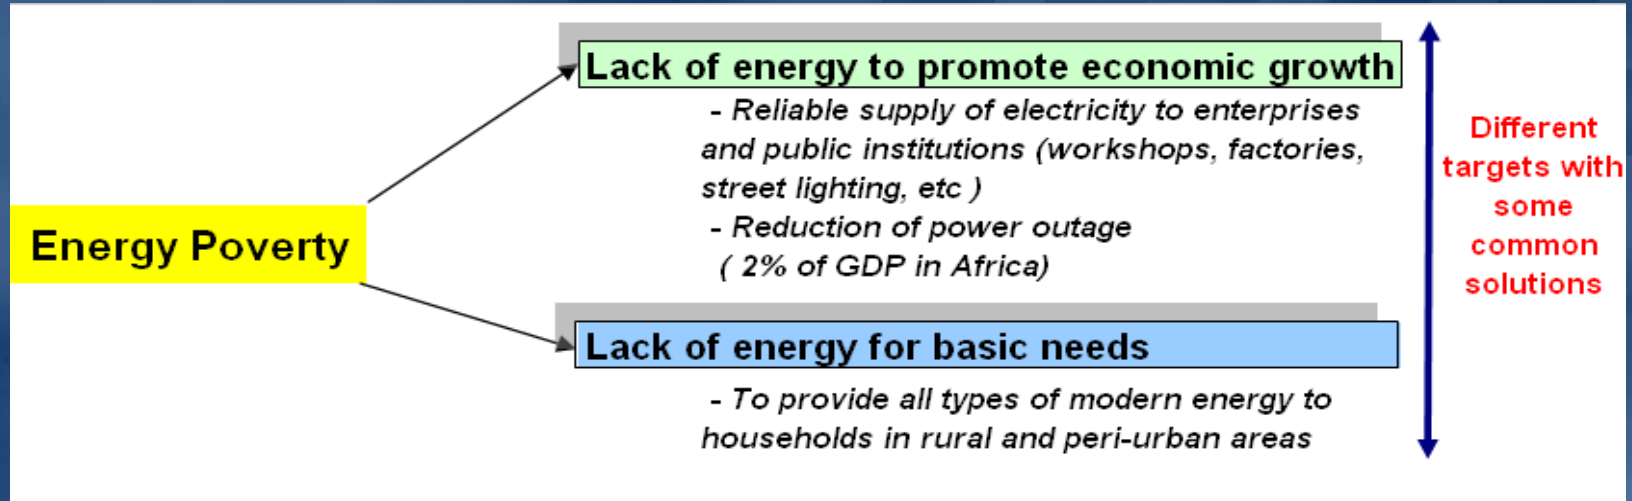 Energy Poverty
Lack of energy to promote economic growth
- Reliable supply of electricity to enterprises
and public institutions (workshops, factories,
street lighting, etc )
- Reduction of power outage
( 2% of GDP in Africa)
Lack of energy for basic needs
- To provide all types of modern energy to
households in rural and peri-urban areas
Different
targets with
some
common
solutions